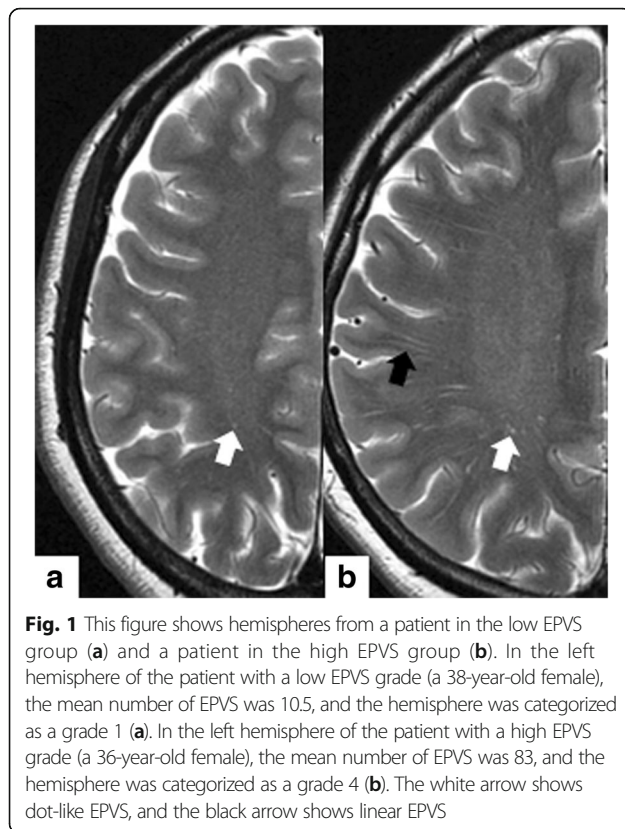 a
b
Fig. 1 This figure shows hemispheres from a patient in the low EPVS
group (a) and a patient in the high EPVS group (b). In the left
hemisphere of the patient with a low EPVS grade (a 38-year-old female),
the mean number of EPVS was 10.5, and the hemisphere was categorized
as a grade 1 (a). In the left hemisphere of the patient with a high EPVS
grade (a 36-year-old female), the mean number of EPVS was 83, and the
hemisphere was categorized as a grade 4 (b). The white arrow shows
dot-like EPVS, and the black arrow shows linear EPVS